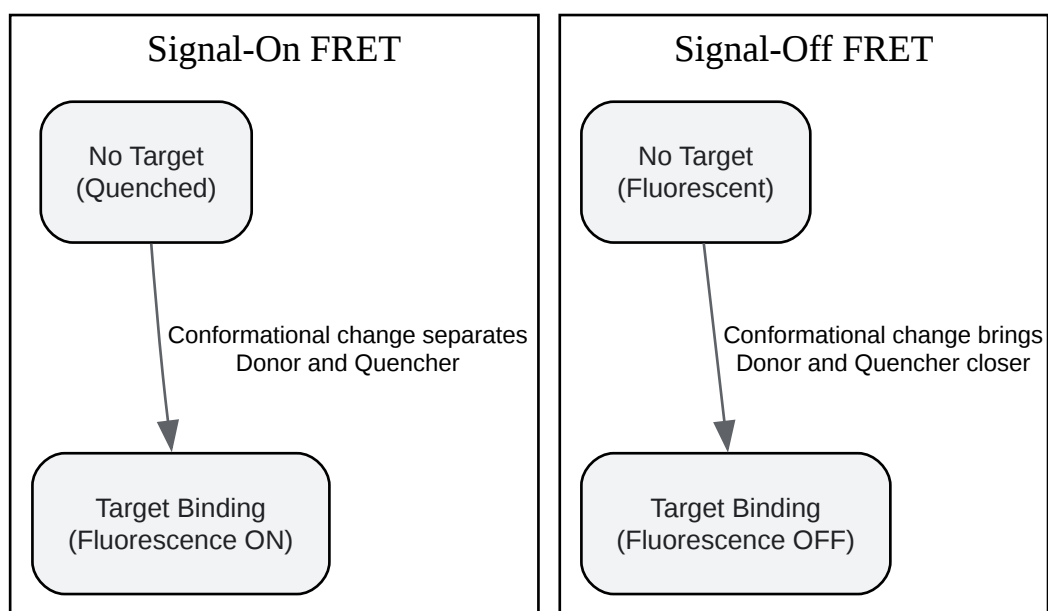 Signal-On FRET
No Target
(Quenched)
Conformational change separates
Donor and Quencher
Target Binding
(Fluorescence ON)
Signal-Off FRET
No Target
(Fluorescent)
Conformational change brings
Donor and Quencher closer
Target Binding
(Fluorescence OFF)